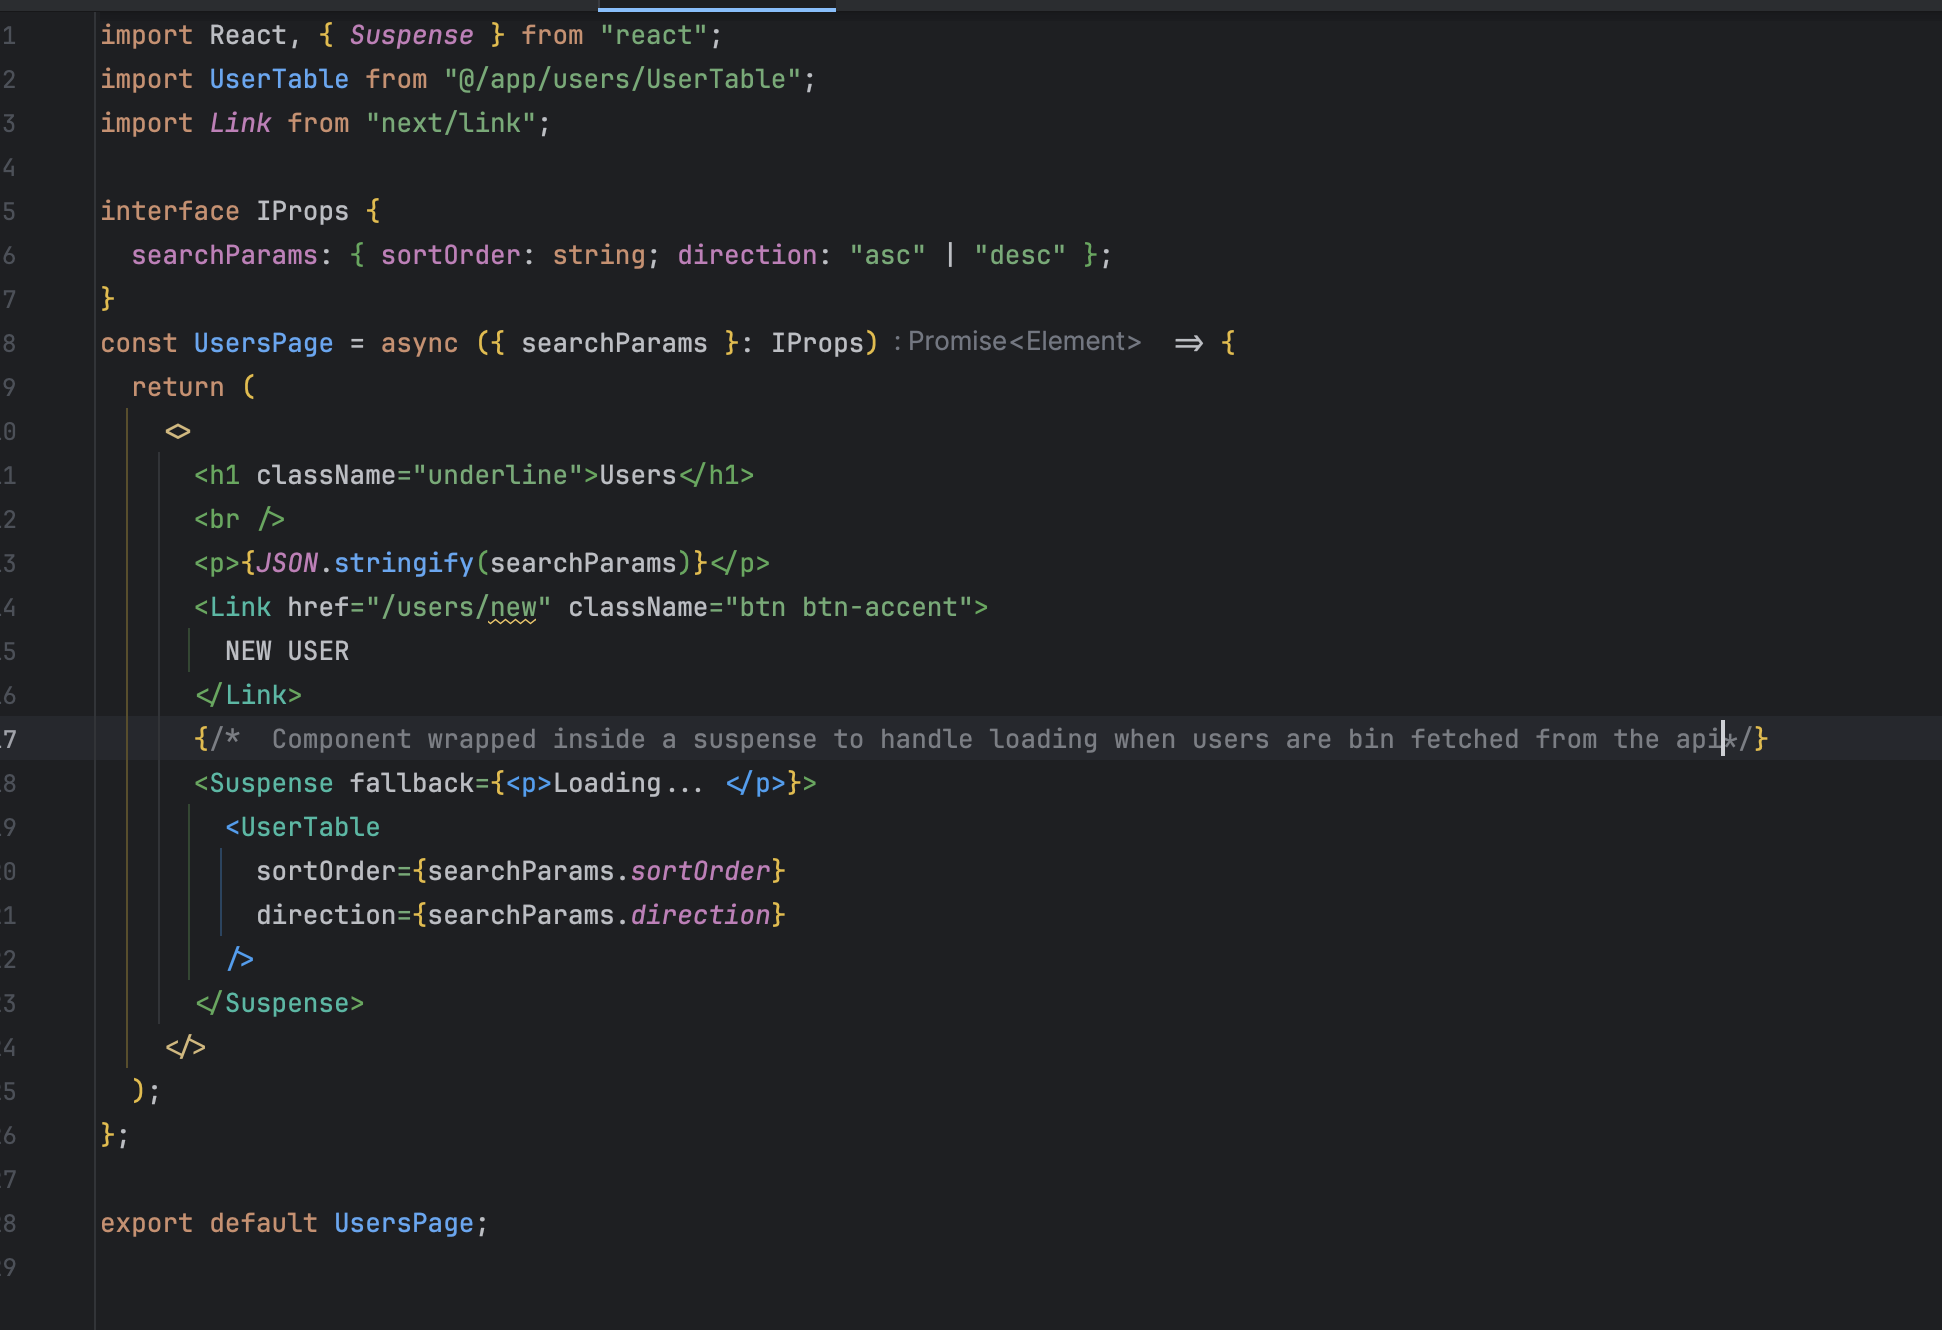 1 import React, { Suspense } from "react";
2 import UserTable from "@/app/users/UserTable";
3 import Link from "next/link";
4
5 interface IProps {
6 searchParams: { sortOrder: string; direction: "asc" | "desc" };
7 }
8 const UsersPage = async ({ searchParams }: IProps) : Promise<Element> => {
9 return (
0 <>
1 <h1 className="underline">Users</h1>
2 <br />
3 <p>{JSON.stringify(searchParams)}</p>
4 <Link href="/users/new" className="btn btn-accent">
5 NEW USER
6 </Link>
7 {/*  Component wrapped inside a suspense to handle loading when users are bin fetched from the api*/}
8 <Suspense fallback={<p>Loading... </p>}>
9 <UserTable
0 sortOrder={searchParams.sortOrder}
1 direction={searchParams.direction}
2 />
3 </Suspense>
4 </>
5 );
6 };
7
8 export default UsersPage;
9